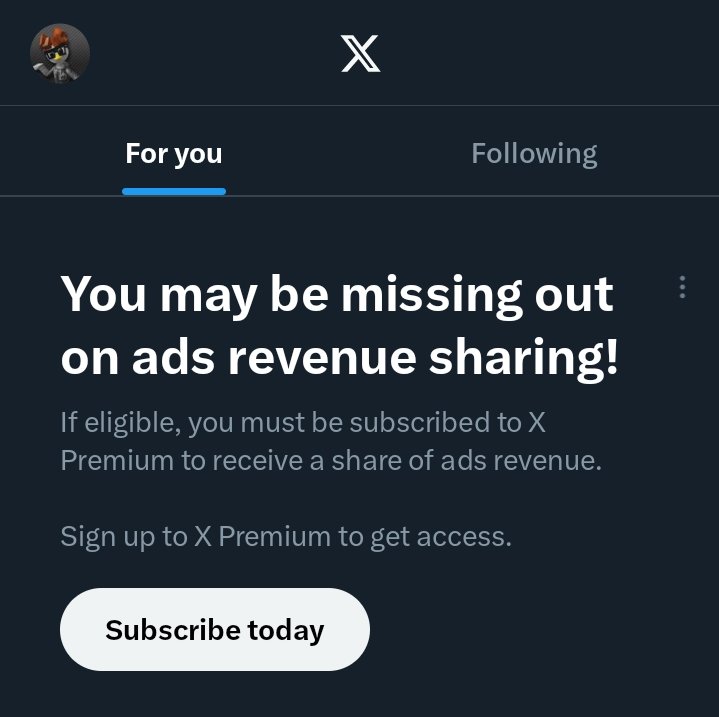 For you
Following
You may be missing out
on ads revenue sharing!
If eligible, you must be subscribed to X
Premium to receive a share of ads revenue.
Sign up to X Premium to get access.
Subscribe today